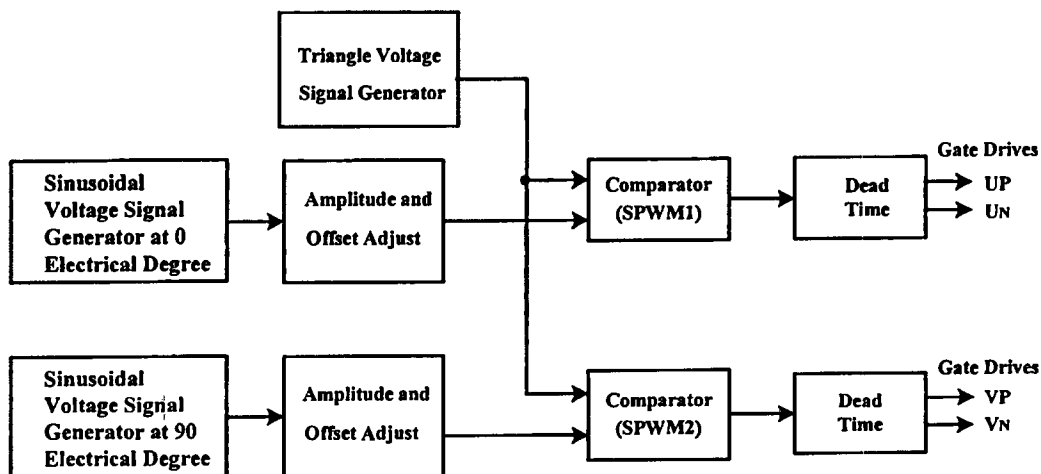 Triangle Voltage
Signal Generator
Sinusoidal
Voltage Signal
Generator at 0
Electrical Degree
Amplitude and
Offset Adjust
Comparator
(SPWM1)
Dead
Time
Gate Drives
UP
UN
Sinusoidal
Voltage Signal
Generator at 90
Electrical Degree
Amplitude and
Offset Adjust
Comparator
(SPWM2)
Dead
Time
Gate Drives
VP
VN